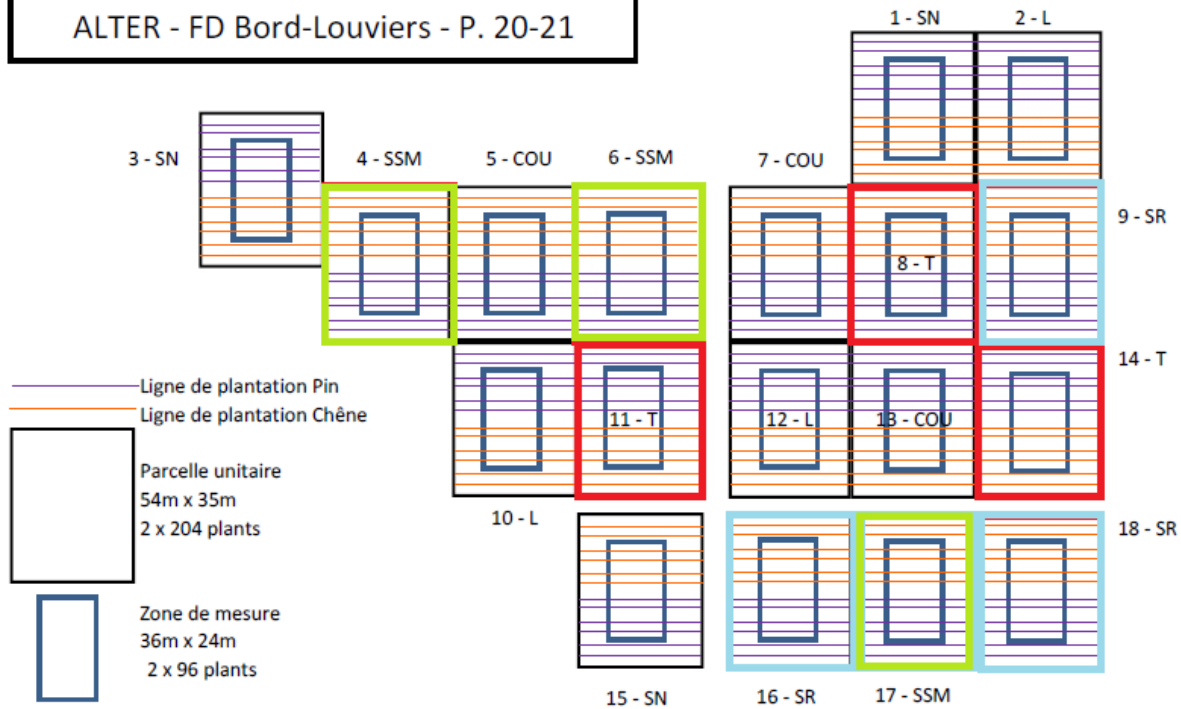 ALTER - FD Bord-Louviers - P. 20-21
1 - SN
2 - L
3 - SN
4 - SSM
5 - COU
6 - SSM
7 - COU
8 - T
9 - SR
Ligne de plantation Pin
Ligne de plantation Chêne
Parcelle unitaire
54m x 35m
2 x 204 plants
Zone de mesure
36m x 24m
2 x 96 plants
10 - L
11 - T
12 - L
13 - COU
14 - T
15 - SN
16 - SR
17 - SSM
18 - SR